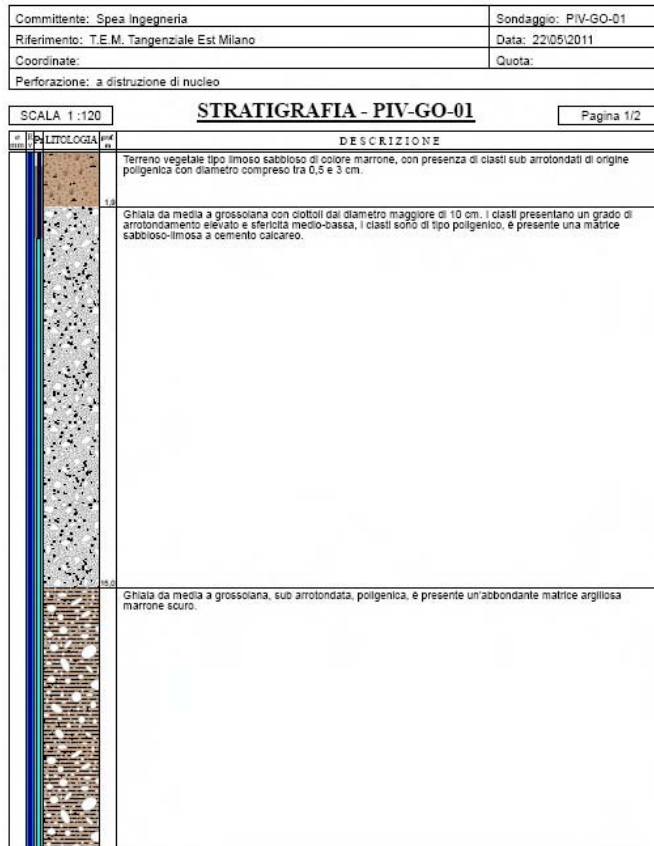 Committente: Spea Ingegneria
Sondaggio: PIV-GO-01
Riferimento: T.E.M. Tangenziale Est Milano
Data: 22\05\2011
Coordinate:
Quota:
Perforazione: a distruzione di nucleo
SCALA 1:120
STRATIGRAFIA - PIV-GO-01
Pagina 1/2
LITOLOGIA
DESCRIZIONE
Terreno vegetale tipo limoso sabbioso di colore marrone, con presenza di clasti sub arrotondati di origine
poligenica con diametro compreso tra 0,5 e 3 cm.
Ghiaia da media a grossolana con ciottoli dal diametro maggiore di 10 cm. I clasti presentano un grado di
arrotondamento elevato e sfericità medio-bassa, i clasti sono di tipo poligenico, è presente una matrice
sabbioso-limosa a cemento calcareo.
15,0
Ghiaia da media a grossolana, sub arrotondata, poligenica, è presente un'abbondante matrice argillosa
marrone scuro.